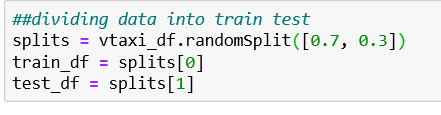 ##dividing data into train test
splits = vtaxi_df.randomSplit([0.7, 0.3])
train_df = splits[0]
test_df = splits[1]